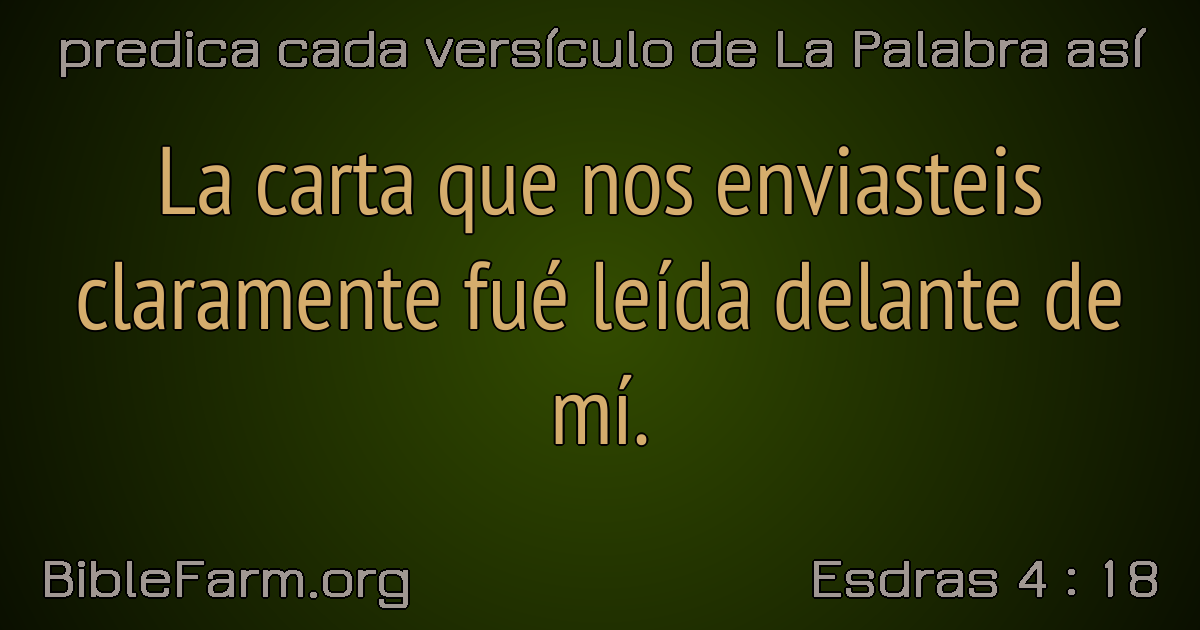 predica cada versículo de La Palabra así
La carta que nos enviasteis
claramente fué leída delante de
mí.
BibleFarm.org
Esdras 4 : 18